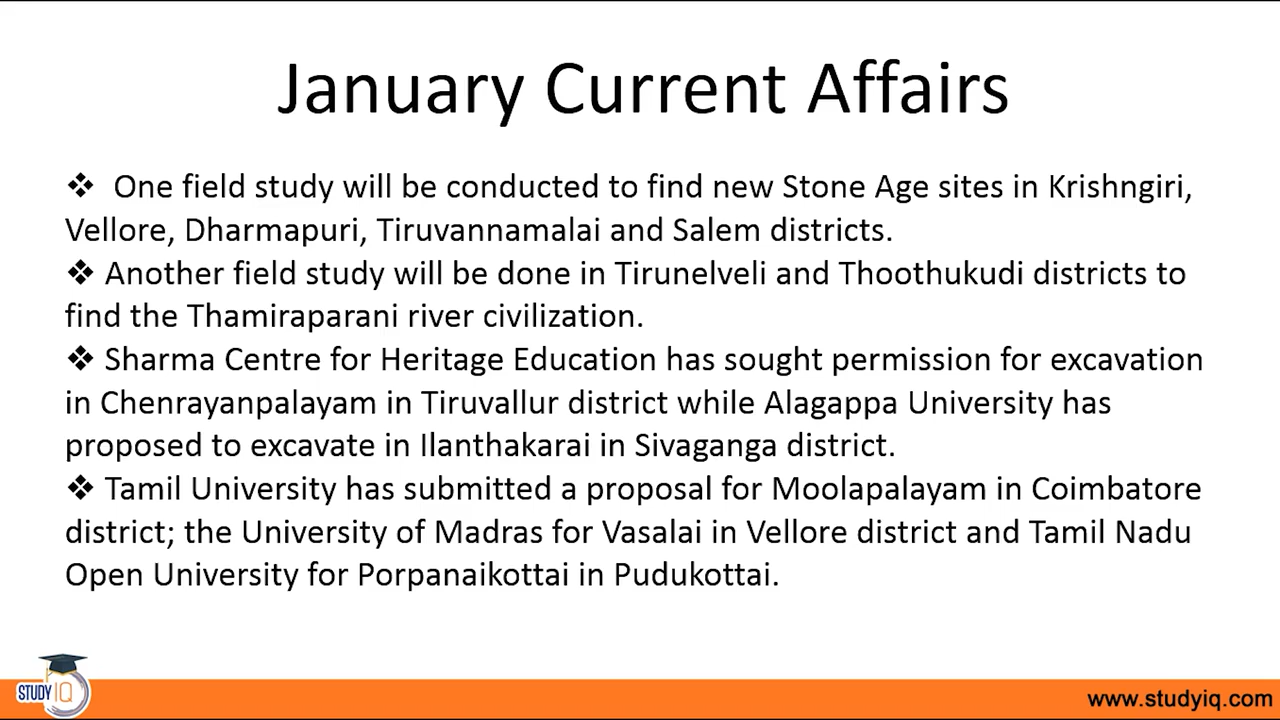 January Current Affairs
❖ One field study will be conducted to find new Stone Age sites in Krishngiri,
Vellore, Dharmapuri, Tiruvannamalai and Salem districts.
❖ Another field study will be done in Tirunelveli and Thoothukudi districts to
find the Thamiraparani river civilization.
❖ Sharma Centre for Heritage Education has sought permission for excavation
in Chenrayanpalayam in Tiruvallur district while Alagappa University has
proposed to excavate in Ilanthakarai in Sivaganga district.
❖ Tamil University has submitted a proposal for Moolapalayam in Coimbatore
district; the University of Madras for Vasalai in Vellore district and Tamil Nadu
Open University for Porpanaikottai in Pudukottai.
STUDY IQ
www.studyiq.com